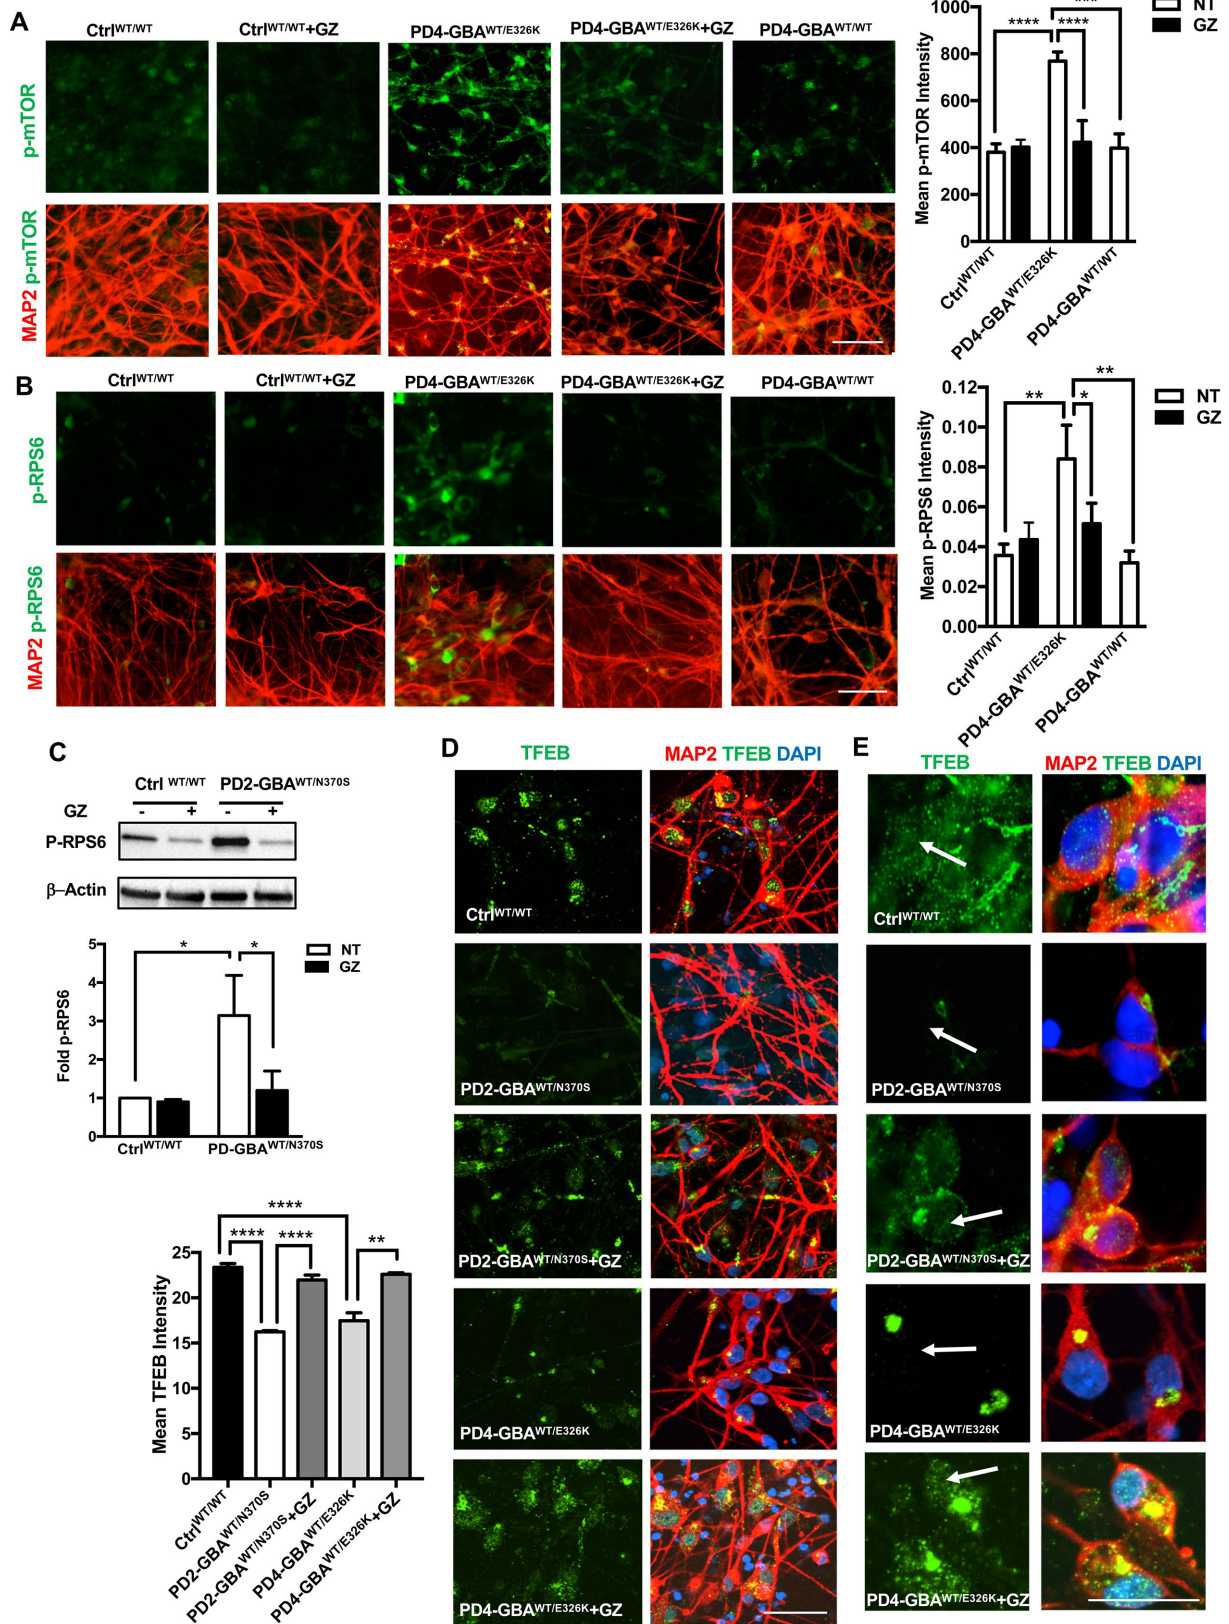 A
Ctrl^WT/WT
Ctrl^WT/WT+GZ
PD4-GBA^WT/E326K
PD4-GBA^WT/E326K+GZ
PD4-GBA^WT/WT
p-mTOR
MAP2 p-mTOR
1000
800
600
400
200
0
Mean p-mTOR Intensity
****
****
NT
GZ
Ctrl^WT/WT
PD4-GBA^WT/E326K
PD4-GBA^WT/WT
B
Ctrl^WT/WT
Ctrl^WT/WT+GZ
PD4-GBA^WT/E326K
PD4-GBA^WT/E326K+GZ
PD4-GBA^WT/WT
p-RPS6
MAP2 p-RPS6
0.12
0.10
0.08
0.06
0.04
0.02
0.00
Mean p-RPS6 Intensity
**
*
**
NT
GZ
Ctrl^WT/WT
PD4-GBA^WT/E326K
PD4-GBA^WT/WT
C
Ctrl ^WT/WT
PD2-GBA^WT/N370S
GZ - + - +
P-RPS6
β–Actin
5
4
3
2
1
0
Fold p-RPS6
*
*
NT
GZ
Ctrl^WT/WT
PD-GBA^WT/N370S
25
20
15
10
5
0
Mean TFEB Intensity
****
****
****
**
Ctrl^WT/WT
PD2-GBA^WT/N370S
PD2-GBA^WT/N370S+GZ
PD4-GBA^WT/E326K
PD4-GBA^WT/E326K+GZ
D
TFEB
MAP2 TFEB DAPI
Ctrl^WT/WT
PD2-GBA^WT/N370S
PD2-GBA^WT/N370S+GZ
PD4-GBA^WT/E326K
PD4-GBA^WT/E326K+GZ
E
TFEB
MAP2 TFEB DAPI
Ctrl^WT/WT
PD2-GBA^WT/N370S
PD2-GBA^WT/N370S+GZ
PD4-GBA^WT/E326K
PD4-GBA^WT/E326K+GZ